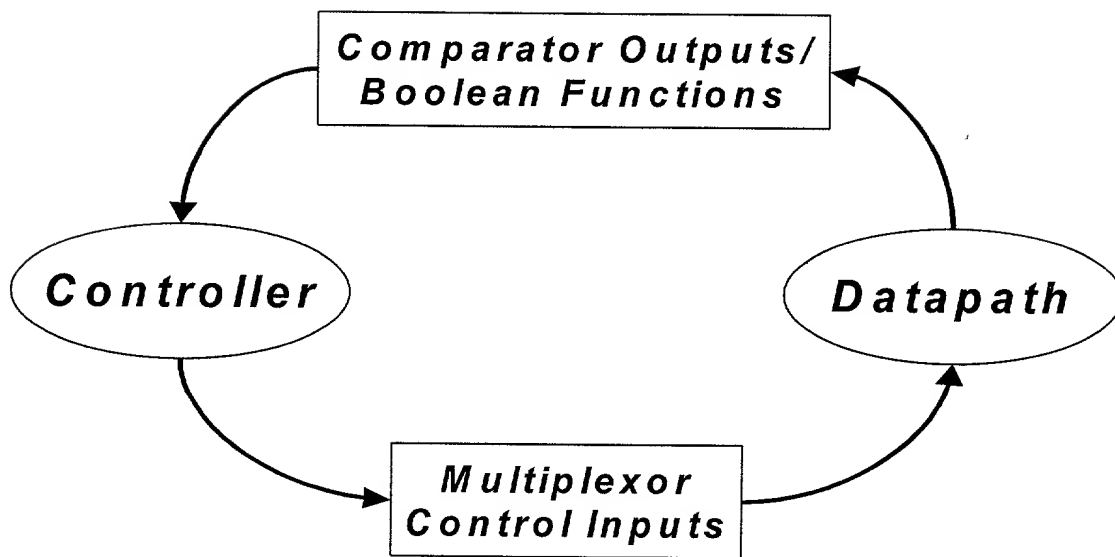 Comparator Outputs/
Boolean Functions
Controller
Datapath
Multiplexor
Control Inputs